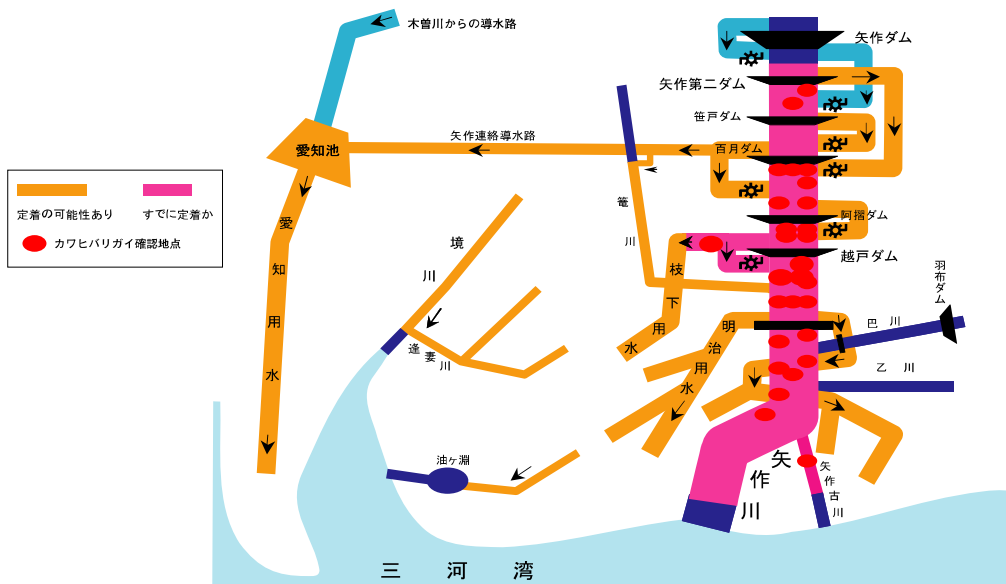 木曽川からの導水路
矢作ダム
矢作第二ダム
笹戸ダム
矢作連絡導水路
百月ダム
愛知池
定着の可能性あり
すでに定着か
カワヒバリガイ確認地点
愛知用水
境川
逢妻川
篭川
阿摺ダム
越戸ダム
枝下用水
明治用水
羽布ダム
巴川
乙川
油ヶ淵
矢作川
矢作古川
三河湾